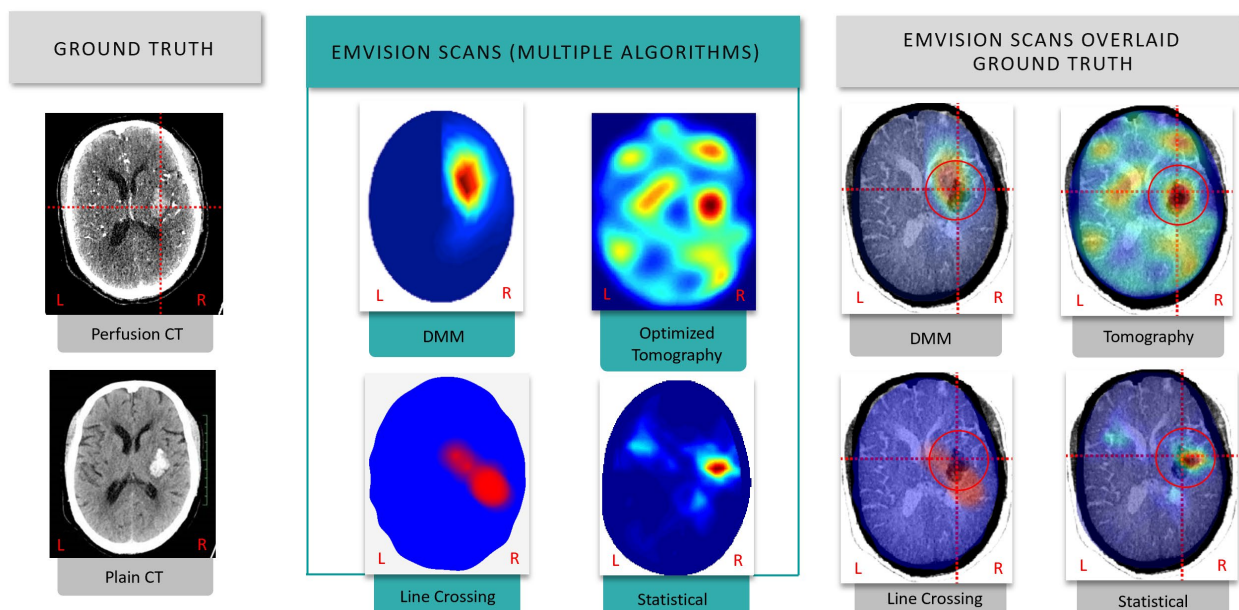 GROUND TRUTH
EMVISION SCANS (MULTIPLE ALGORITHMS)
EMVISION SCANS OVERLAID
GROUND TRUTH
L R
Perfusion CT
L R
DMM
L R
Optimized
Tomography
L R
DMM
L R
Tomography
L R
Plain CT
L R
Line Crossing
L R
Statistical
L R
Line Crossing
L R
Statistical